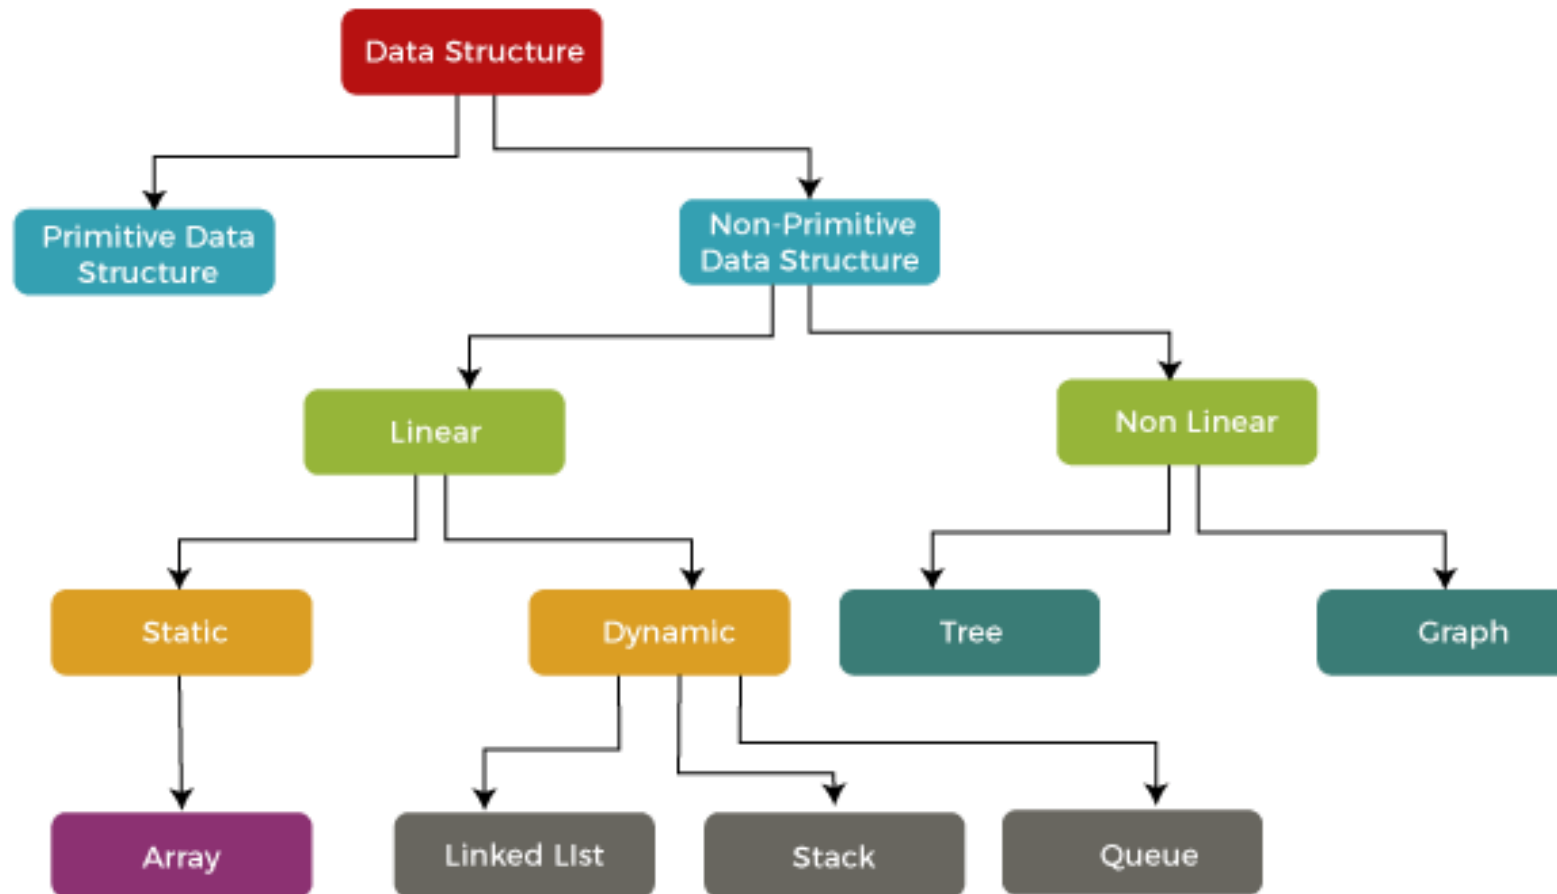 Data Structure
Primitive Data
Structure
Non-Primitive
Data Structure
Linear
Non Linear
Static
Dynamic
Tree
Graph
Array
Linked LIst
Stack
Queue